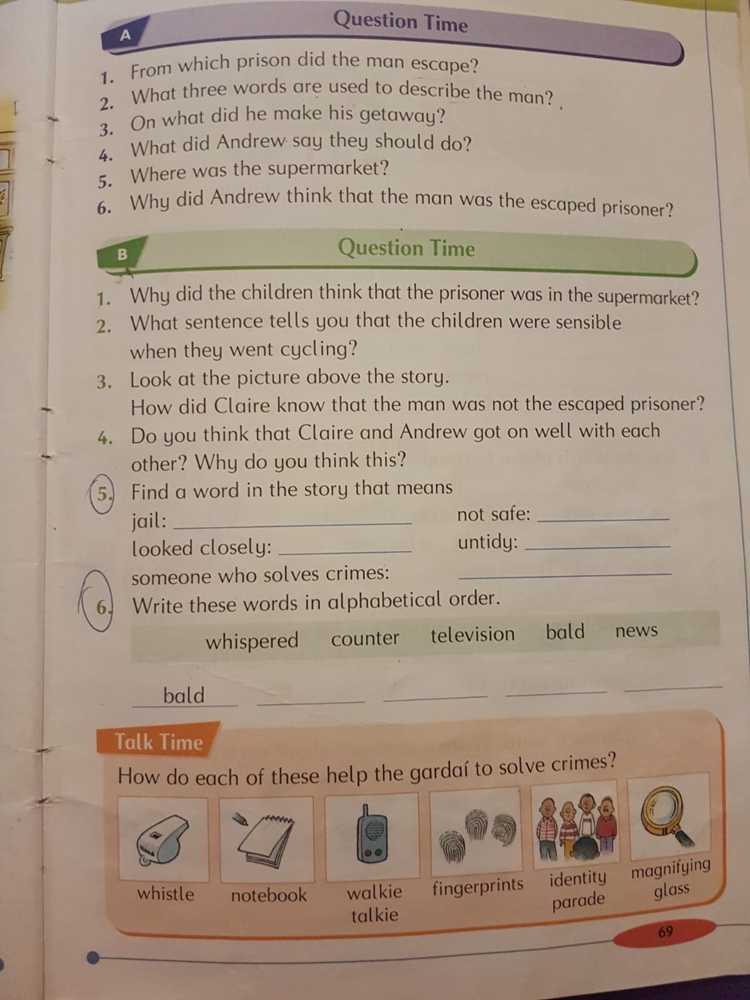 A
Question Time
1. From which prison did the man escape?
2. What three words are used to describe the man?
3. On what did he make his getaway?
4. What did Andrew say they should do?
5. Where was the supermarket?
6. Why did Andrew think that the man was the escaped prisoner?
B
Question Time
1. Why did the children think that the prisoner was in the supermarket?
2. What sentence tells you that the children were sensible
when they went cycling?
3. Look at the picture above the story.
How did Claire know that the man was not the escaped prisoner?
4. Do you think that Claire and Andrew got on well with each
other? Why do you think this?
5. Find a word in the story that means
jail: not safe:
looked closely: untidy:
someone who solves crimes:
6. Write these words in alphabetical order.
whispered counter television bald news
bald
Talk Time
How do each of these help the gardaí to solve crimes?
whistle notebook walkie talkie fingerprints identity parade magnifying glass
69